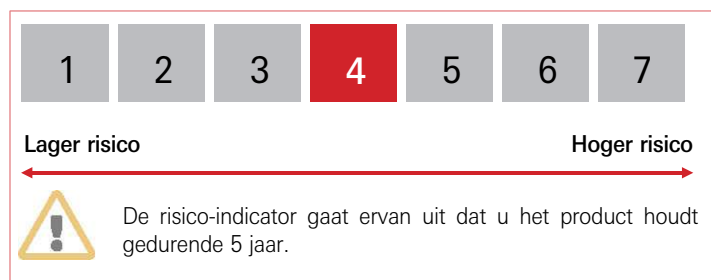 1 2 3 4 5 6 7
Lager risico Hoger risico
De risico-indicator gaat ervan uit dat u het product houdt
gedurende 5 jaar.